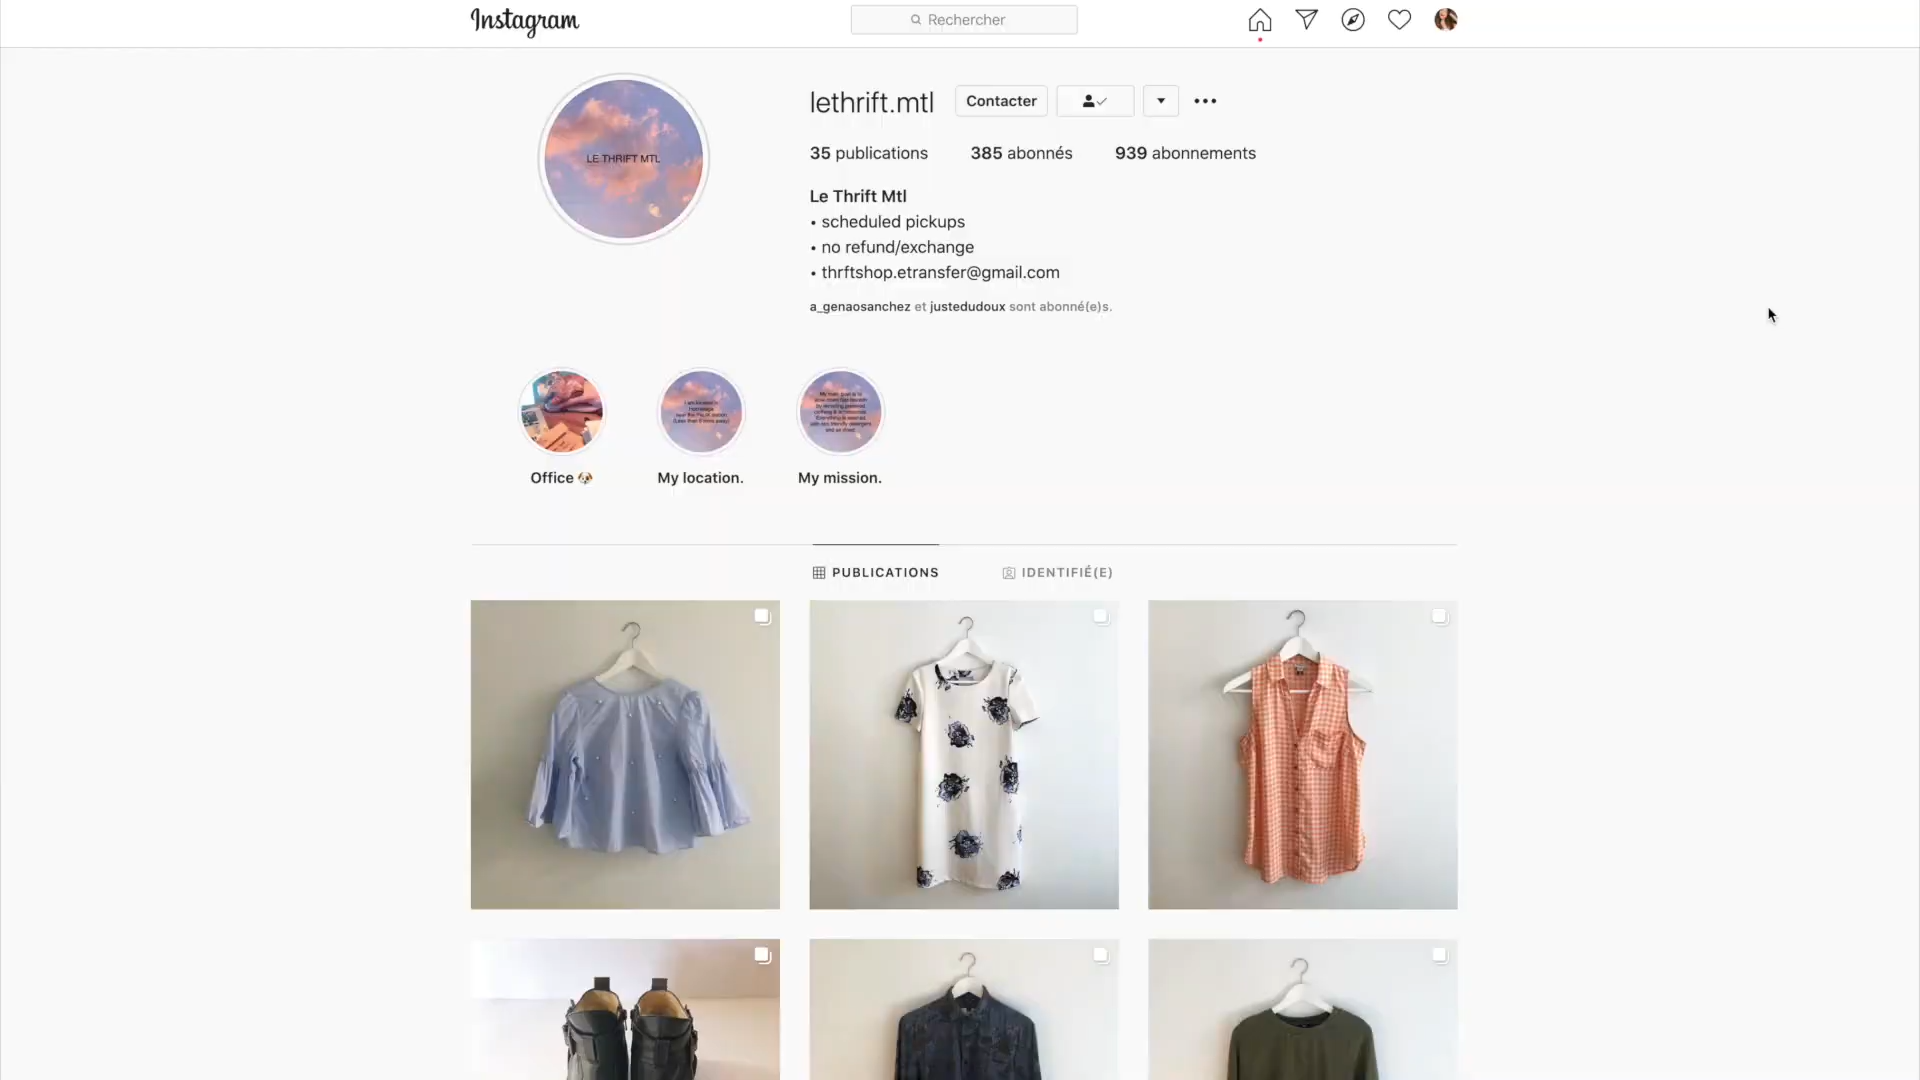 Instagram
Rechercher
lethrift.mtl
Contacter
35 publications
385 abonnés
939 abonnements
Le Thrift Mtl
• scheduled pickups
• no refund/exchange
• thrftshop.etransfer@gmail.com
a_genaosanchez et justedudoux sont abonné(e)s.
LE THRIFT MTL
Office 🐶
My location.
My mission.
PUBLICATIONS
IDENTIFIÉ(E)